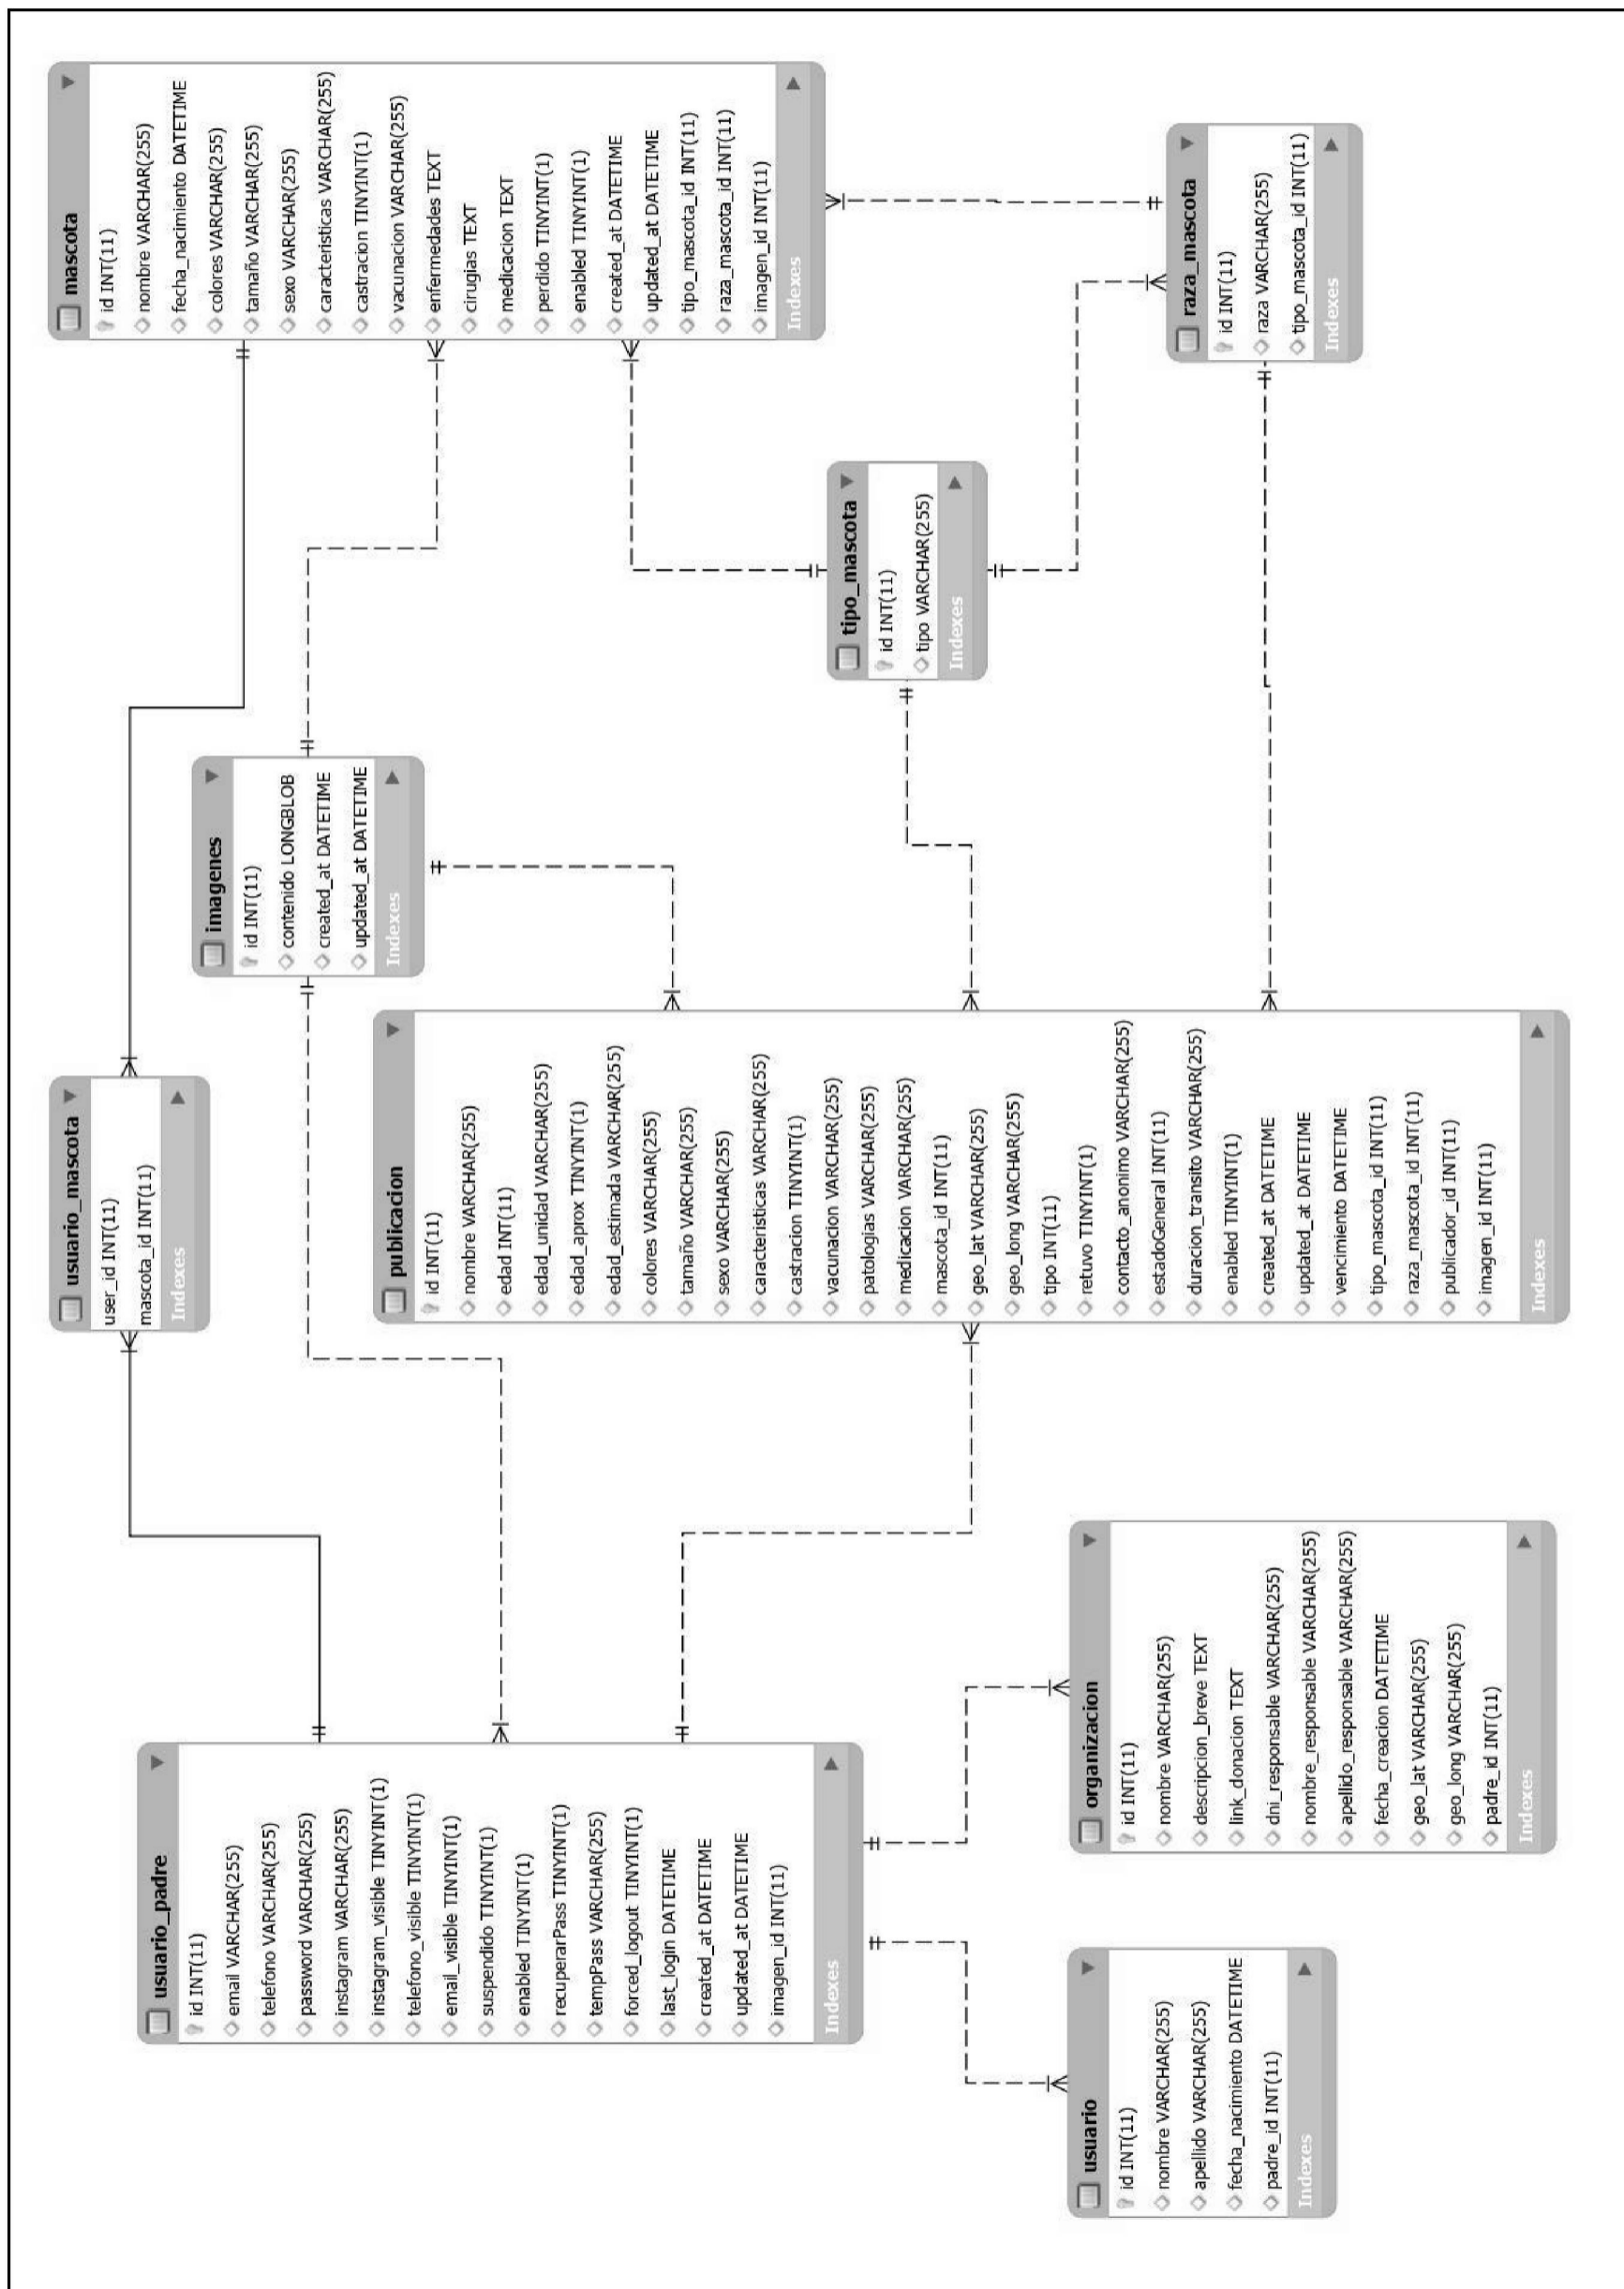 usuario_padre
id INT(11)
email VARCHAR(255)
telefono VARCHAR(255)
password VARCHAR(255)
instagram VARCHAR(255)
instagram_visible TINYINT(1)
telefono_visible TINYINT(1)
email_visible TINYINT(1)
suspendido TINYINT(1)
enabled TINYINT(1)
recuperarPass TINYINT(1)
tempPass VARCHAR(255)
forced_logout TINYINT(1)
last_login DATETIME
created_at DATETIME
updated_at DATETIME
imagen_id INT(11)
Indexes
usuario
id INT(11)
nombre VARCHAR(255)
apellido VARCHAR(255)
fecha_nacimiento DATETIME
padre_id INT(11)
Indexes
organizacion
id INT(11)
nombre VARCHAR(255)
descripcion_breve TEXT
link_donacion TEXT
dni_responsable VARCHAR(255)
nombre_responsable VARCHAR(255)
apellido_responsable VARCHAR(255)
fecha_creacion DATETIME
geo_lat VARCHAR(255)
geo_long VARCHAR(255)
padre_id INT(11)
Indexes
usuario_mascota
user_id INT(11)
mascota_id INT(11)
Indexes
publicacion
id INT(11)
nombre VARCHAR(255)
edad INT(11)
edad_unidad VARCHAR(255)
edad_aprox TINYINT(1)
edad_estimada VARCHAR(255)
colores VARCHAR(255)
tamaño VARCHAR(255)
sexo VARCHAR(255)
caracteristicas VARCHAR(255)
castracion TINYINT(1)
vacunacion VARCHAR(255)
patologias VARCHAR(255)
medicacion VARCHAR(255)
mascota_id INT(11)
geo_lat VARCHAR(255)
geo_long VARCHAR(255)
tipo INT(11)
retuvo TINYINT(1)
contacto_anonimo VARCHAR(255)
estadoGeneral INT(11)
duracion_transito VARCHAR(255)
enabled TINYINT(1)
created_at DATETIME
updated_at DATETIME
vencimiento DATETIME
tipo_mascota_id INT(11)
raza_mascota_id INT(11)
publicador_id INT(11)
imagen_id INT(11)
Indexes
imagenes
id INT(11)
contenido LONGBLOB
created_at DATETIME
updated_at DATETIME
Indexes
tipo_mascota
id INT(11)
tipo VARCHAR(255)
Indexes
mascota
id INT(11)
nombre VARCHAR(255)
fecha_nacimiento DATETIME
colores VARCHAR(255)
tamaño VARCHAR(255)
sexo VARCHAR(255)
caracteristicas VARCHAR(255)
castracion TINYINT(1)
vacunacion VARCHAR(255)
enfermedades TEXT
cirugias TEXT
medicacion TEXT
perdido TINYINT(1)
enabled TINYINT(1)
created_at DATETIME
updated_at DATETIME
tipo_mascota_id INT(11)
raza_mascota_id INT(11)
imagen_id INT(11)
Indexes
raza_mascota
id INT(11)
raza VARCHAR(255)
tipo_mascota_id INT(11)
Indexes